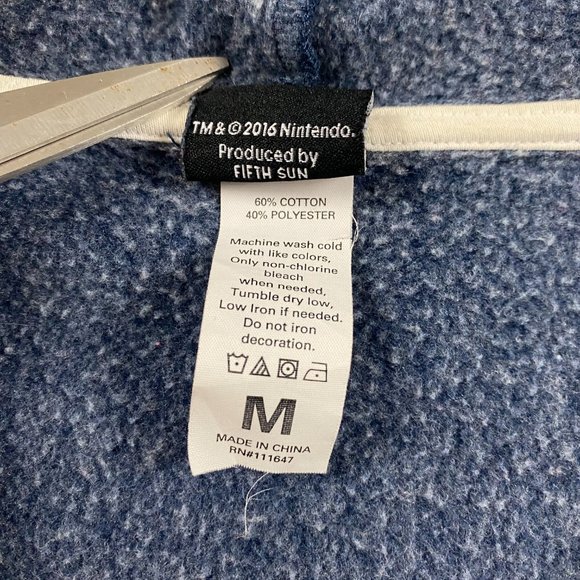 TM & © 2016 Nintendo.
Produced by
FIFTH SUN
60% COTTON
40% POLYESTER
Machine wash cold
with like colors,
Only non-chlorine
bleach
when needed,
Tumble dry low,
Low Iron if needed.
Do not iron
decoration.
M
MADE IN CHINA
RN#111647